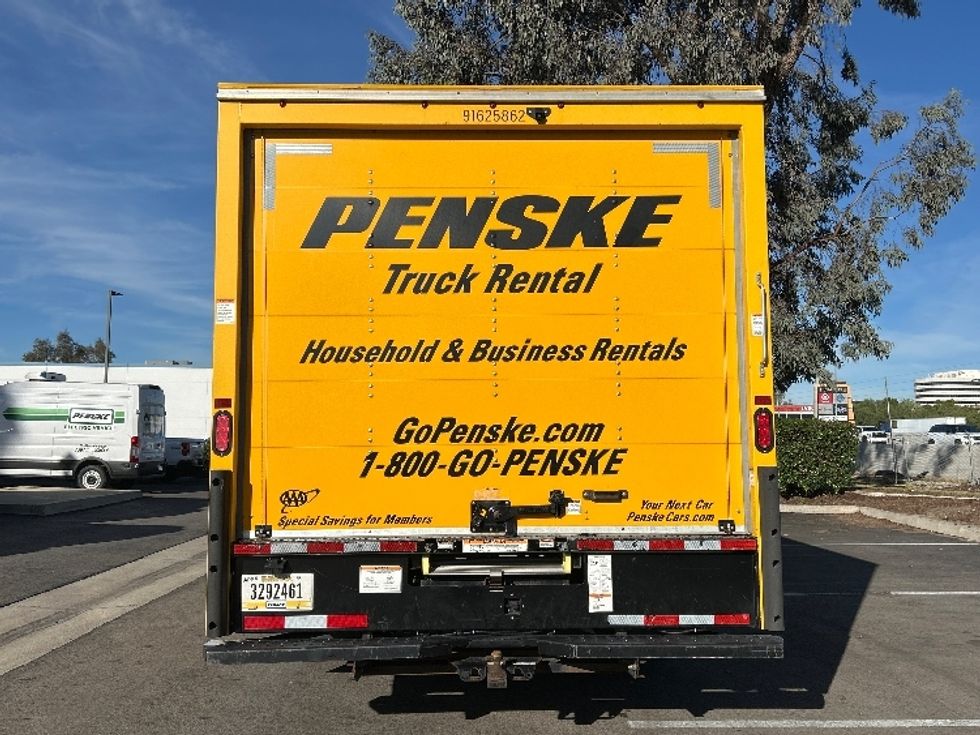 91625862
PENSKE
Truck Rental
Household & Business Rentals
GoPenske.com
1-800-GO-PENSKE
AAA
Special Savings for Members
Your Next Car
PenskeCars.com
3292461
PENSKE